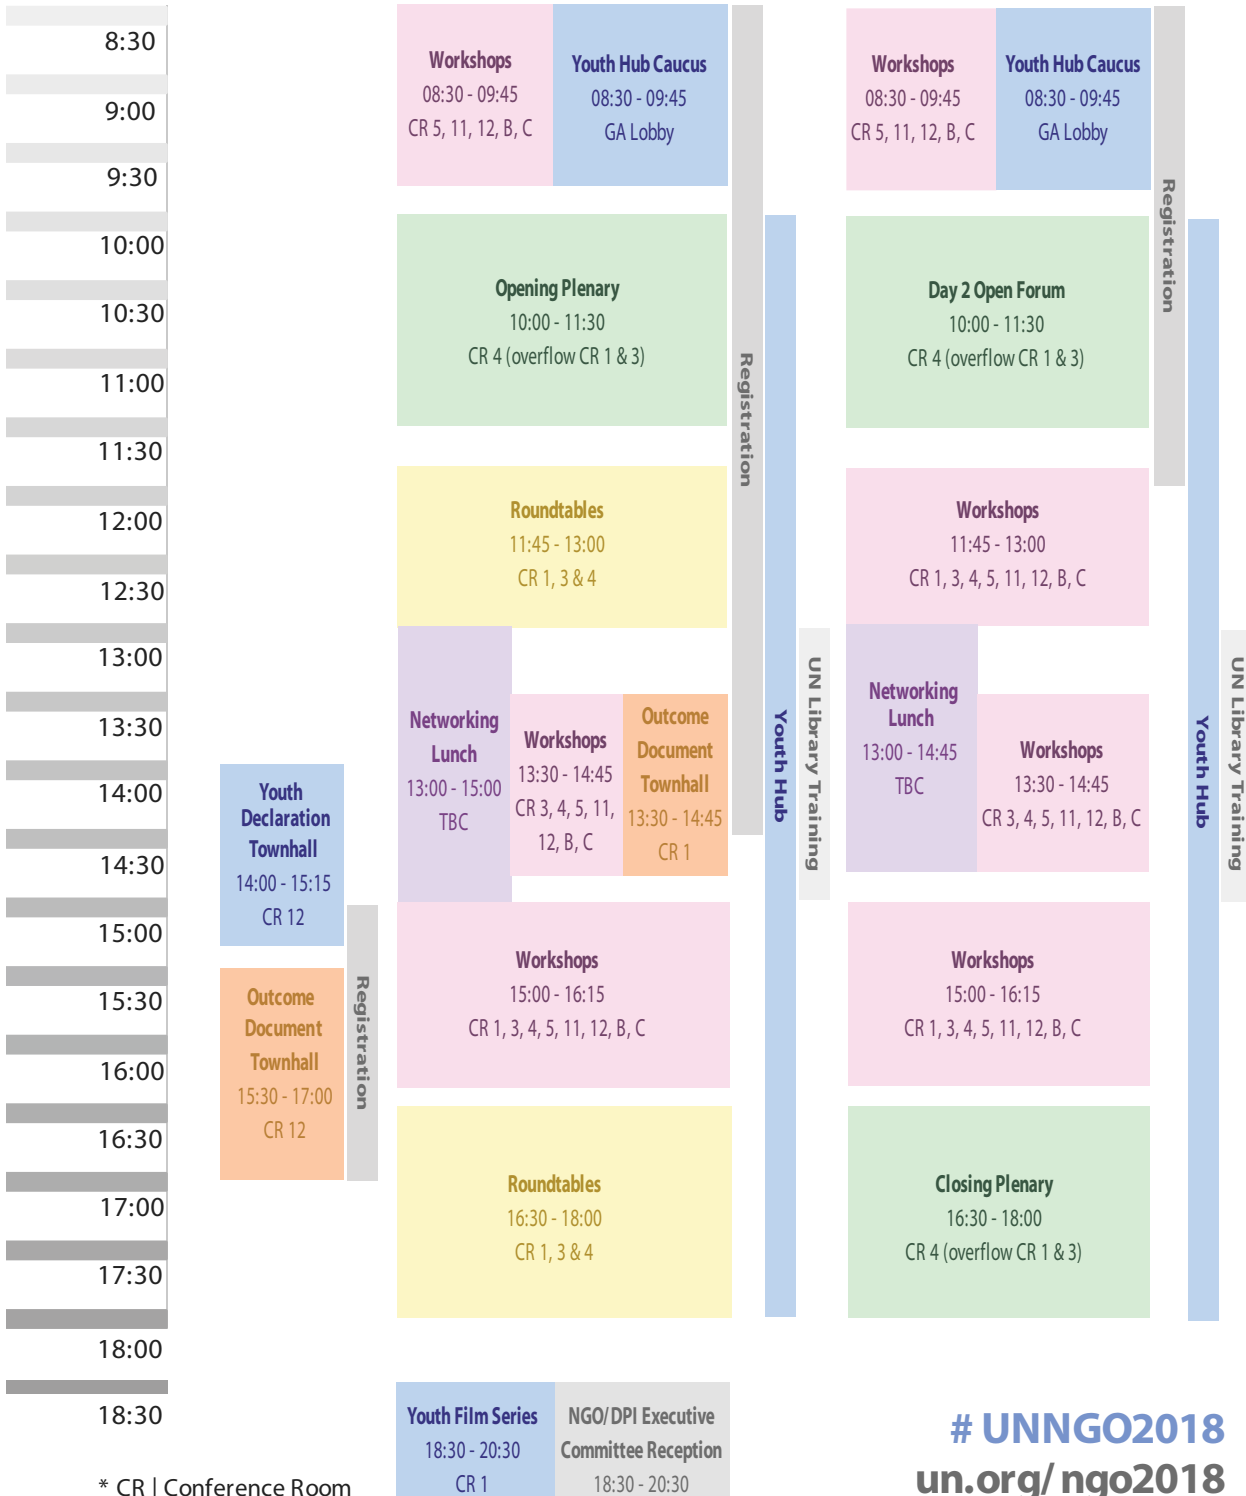 8:30
9:00
9:30
10:00
10:30
11:00
11:30
12:00
12:30
13:00
13:30
14:00
14:30
15:00
15:30
16:00
16:30
17:00
17:30
18:00
18:30
* CR | Conference Room
Youth
Declaration
Townhall
14:00 - 15:15
CR 12
Outcome
Document
Townhall
15:30 - 17:00
CR 12
Registration
Workshops
08:30 - 09:45
CR 5, 11, 12, B, C
Youth Hub Caucus
08:30 - 09:45
GA Lobby
Opening Plenary
10:00 - 11:30
CR 4 (overflow CR 1 & 3)
Roundtables
11:45 - 13:00
CR 1, 3 & 4
Networking
Lunch
13:00 - 15:00
TBC
Workshops
13:30 - 14:45
CR 3, 4, 5, 11,
12, B, C
Outcome
Document
Townhall
13:30 - 14:45
CR 1
Workshops
15:00 - 16:15
CR 1, 3, 4, 5, 11, 12, B, C
Roundtables
16:30 - 18:00
CR 1, 3 & 4
Youth Film Series
18:30 - 20:30
CR 1
NGO/DPI Executive
Committee Reception
18:30 - 20:30
Registration
Youth Hub
UN Library Training
Workshops
08:30 - 09:45
CR 5, 11, 12, B, C
Youth Hub Caucus
08:30 - 09:45
GA Lobby
Day 2 Open Forum
10:00 - 11:30
CR 4 (overflow CR 1 & 3)
Workshops
11:45 - 13:00
CR 1, 3, 4, 5, 11, 12, B, C
Networking
Lunch
13:00 - 14:45
TBC
Workshops
13:30 - 14:45
CR 3, 4, 5, 11, 12, B, C
Workshops
15:00 - 16:15
CR 1, 3, 4, 5, 11, 12, B, C
Closing Plenary
16:30 - 18:00
CR 4 (overflow CR 1 & 3)
Registration
Youth Hub
UN Library Training
# UNNGO2018
un.org/ngo2018